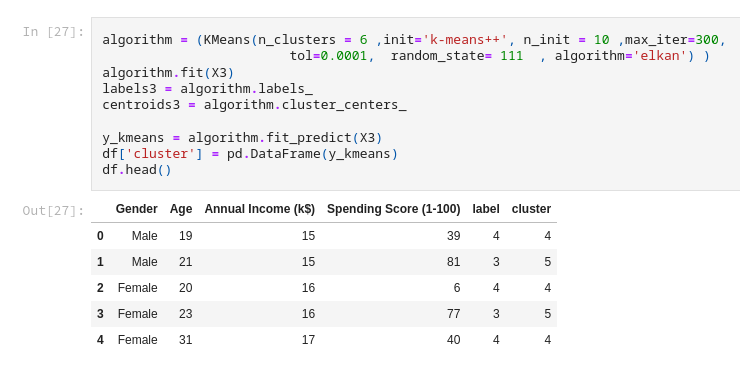 In [27]:
algorithm = (KMeans(n_clusters = 6 ,init='k-means++', n_init = 10 ,max_iter=300,
                        tol=0.0001,  random_state= 111  , algorithm='elkan') )
algorithm.fit(X3)
labels3 = algorithm.labels_
centroids3 = algorithm.cluster_centers_

y_kmeans = algorithm.fit_predict(X3)
df['cluster'] = pd.DataFrame(y_kmeans)
df.head()
Out[27]:
Gender Age Annual Income (k$) Spending Score (1-100) label cluster
0 Male 19 15 39 4 4
1 Male 21 15 81 3 5
2 Female 20 16 6 4 4
3 Female 23 16 77 3 5
4 Female 31 17 40 4 4